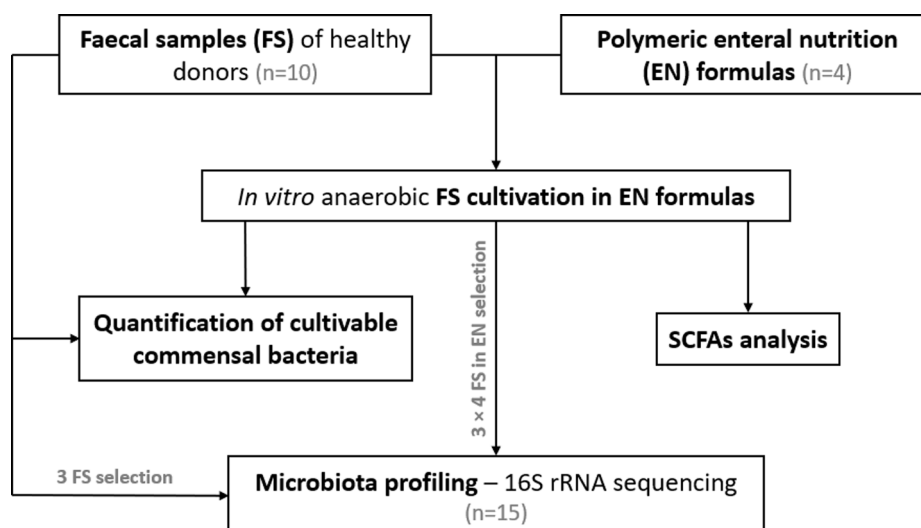 Faecal samples (FS) of healthy
donors (n=10)
Polymeric enteral nutrition
(EN) formulas (n=4)
In vitro anaerobic FS cultivation in EN formulas
3 × 4 FS in EN selection
Quantification of cultivable
commensal bacteria
SCFAs analysis
3 FS selection
Microbiota profiling – 16S rRNA sequencing
(n=15)